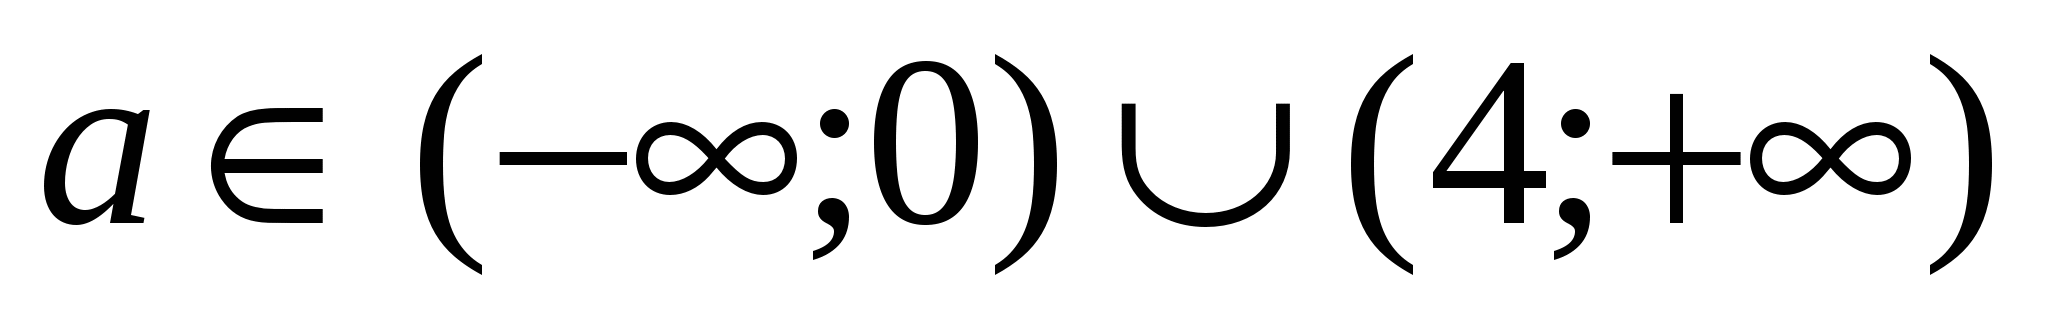 a ∈ (−∞;0) ∪ (4;+∞)